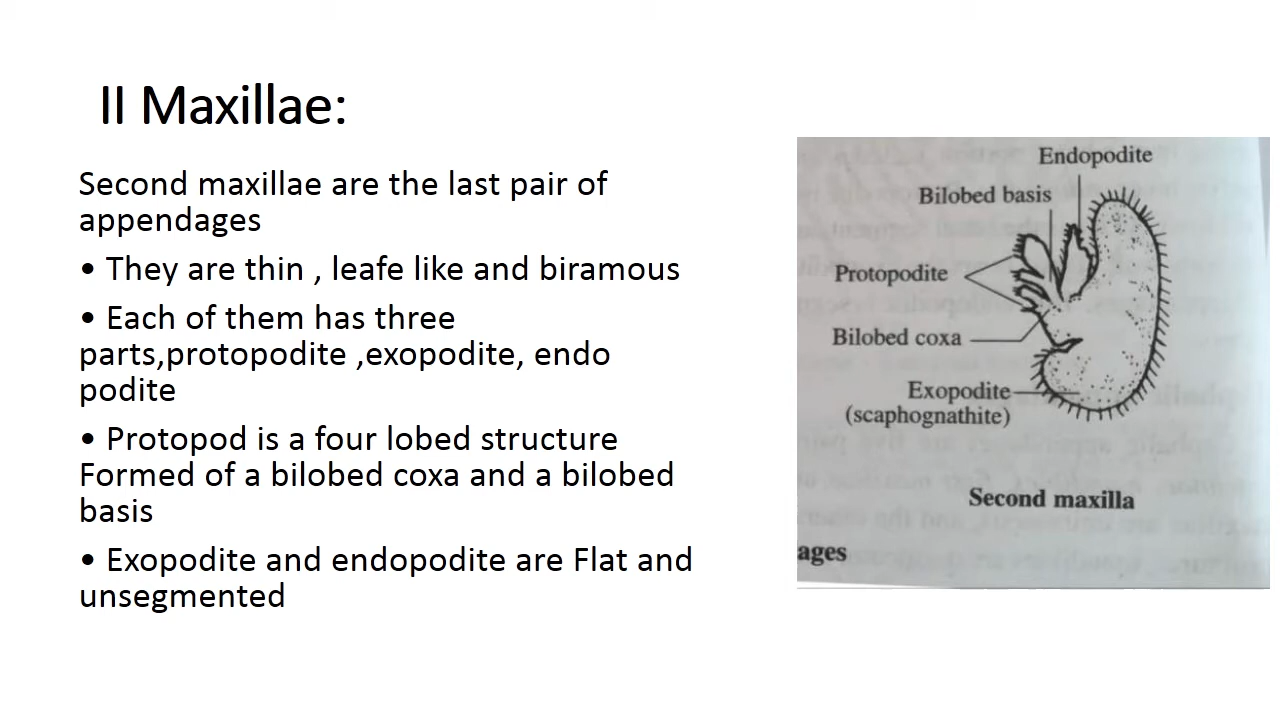 II Maxillae:
Second maxillae are the last pair of
appendages
• They are thin , leafe like and biramous
• Each of them has three
parts,protopodite ,exopodite, endo
podite
• Protopod is a four lobed structure
Formed of a bilobed coxa and a bilobed
basis
• Exopodite and endopodite are Flat and
unsegmented
Endopodite
Bilobed basis
Protopodite
Bilobed coxa
Exopodite
(scaphognathite)
Second maxilla
ages